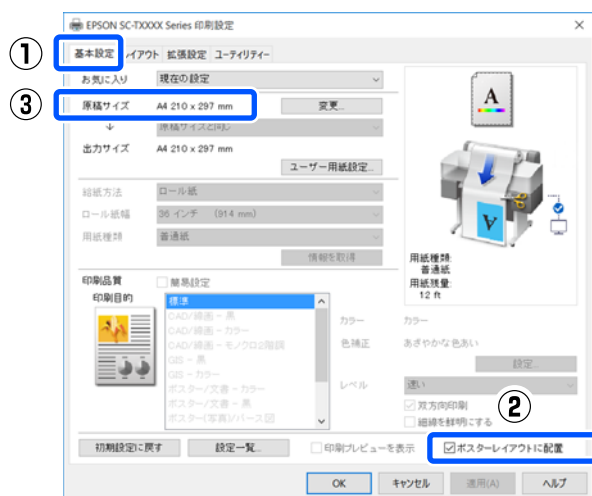 EPSON SC-TXXXX Series 印刷設定
①
基本設定 レイアウト 拡張設定 ユーティリティー
お気に入り 現在の設定
③
原稿サイズ A4 210 x 297 mm 変更...
↓ 原稿サイズと同じ
出力サイズ A4 210 x 297 mm
ユーザー用紙設定...
給紙方法 ロール紙
ロール紙幅 36 インチ (914 mm)
用紙種類 普通紙
情報を取得
A
用紙種類:
普通紙
用紙残量:
12 ft
印刷品質 簡易設定
印刷目的 標準
CAD/線画 - 黒
CAD/線画 - カラー
CAD/線画 - モノクロ2階調
GIS - 黒
GIS - カラー
ポスター/文書 - カラー
ポスター/文書 - 黒
ポスター(写真)/パース図
カラー カラー
色補正 あざやかな色あい
設定...
レベル 速い
双方向印刷
細線を鮮明にする
②
初期設定に戻す 設定一覧... 印刷プレビューを表示 ポスターレイアウトに配置
OK キャンセル 適用(A) ヘルプ